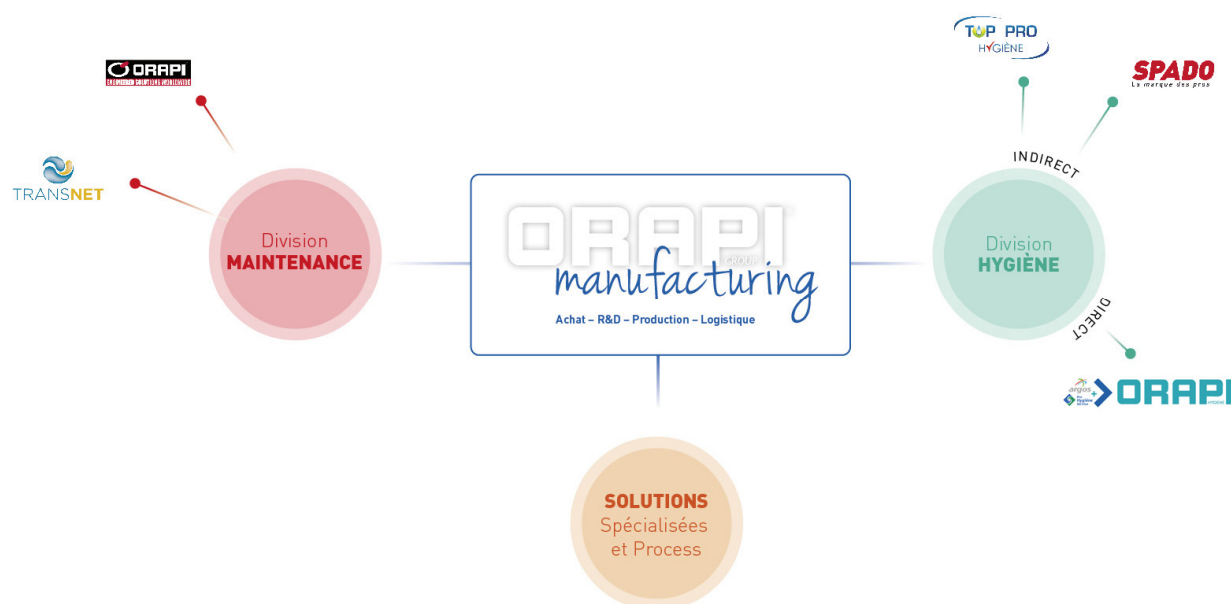 TOP PRO
HYGIÈNE
SPADO
La marque des pros
ORAPI
TRANSNET
INDIRECT
Division
MAINTENANCE
ORAPI
GROUP
manufacturing
Achat – R&D – Production – Logistique
Division
HYGIÈNE
DIRECT
argos
ORAPI
SOLUTIONS
Spécialisées
et Process